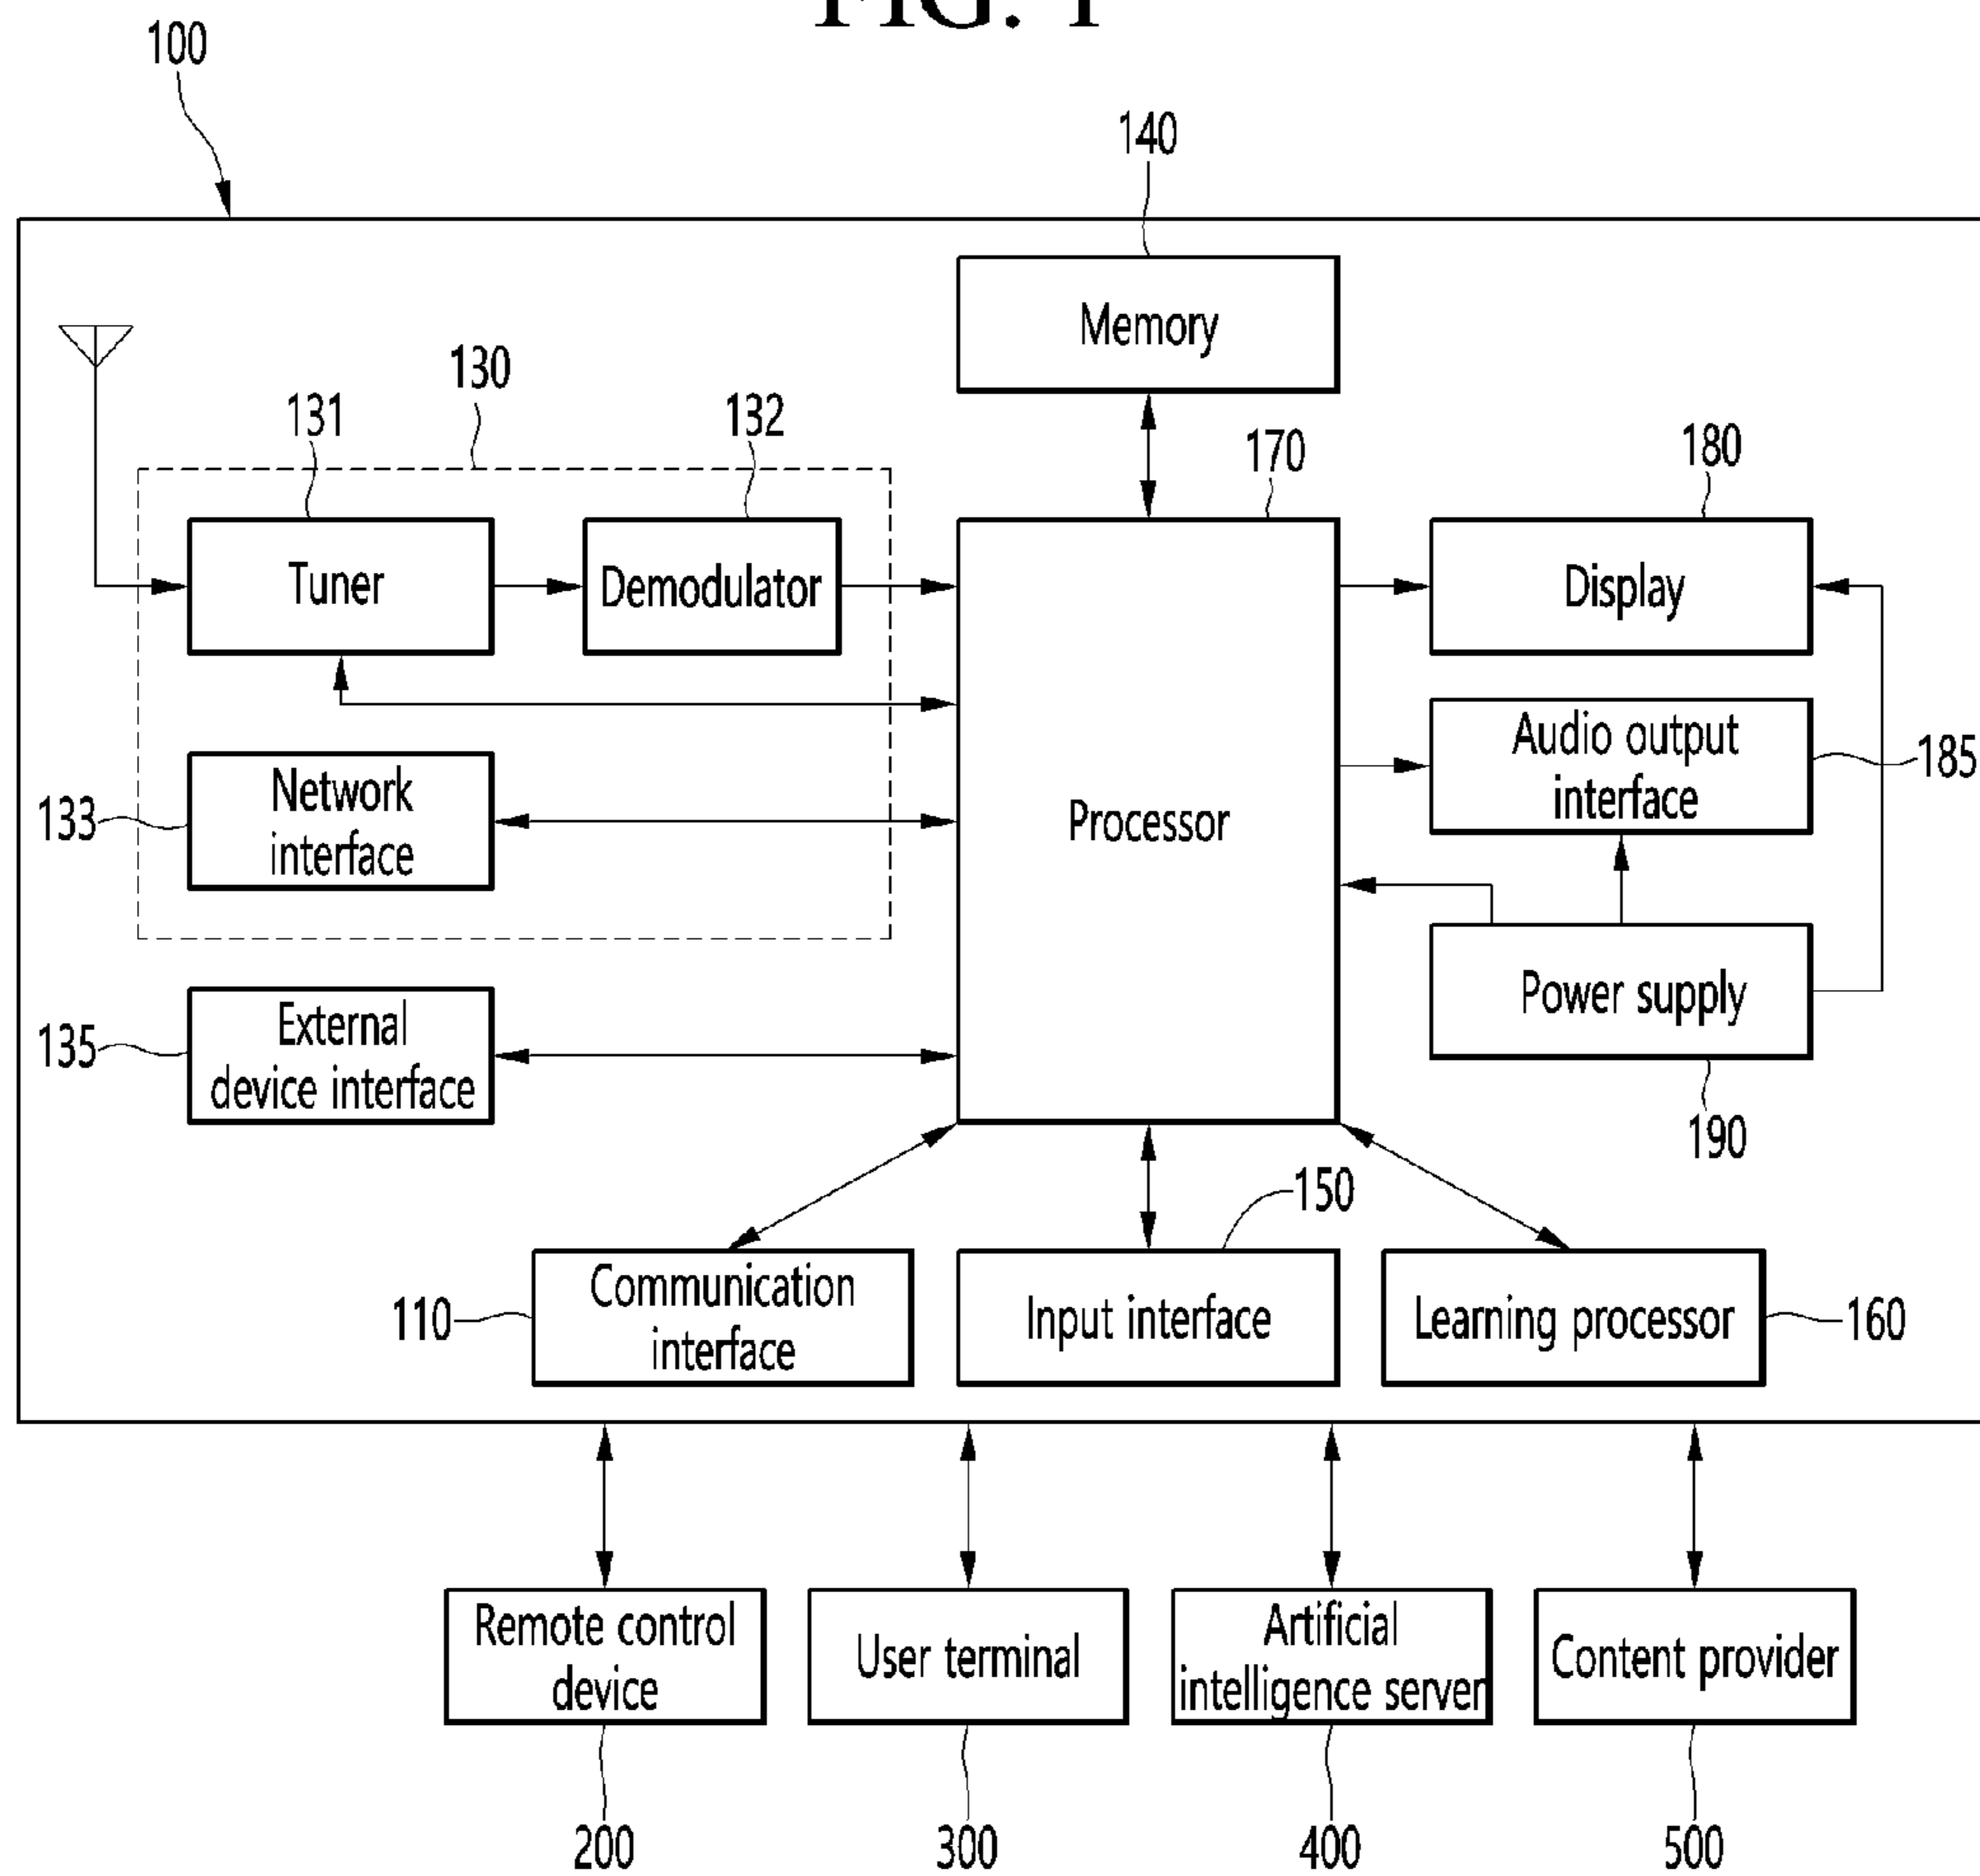 FIG. 1
100
140
Memory
130
131
132
170
180
Tuner
Demodulator
Display
Processor
Audio output
interface
185
133
Network
interface
Power supply
190
135
External
device interface
150
110
Communication
interface
Input interface
Learning processor
160
Remote control
device
User terminal
Artificial
intelligence server
Content provider
200
300
400
500